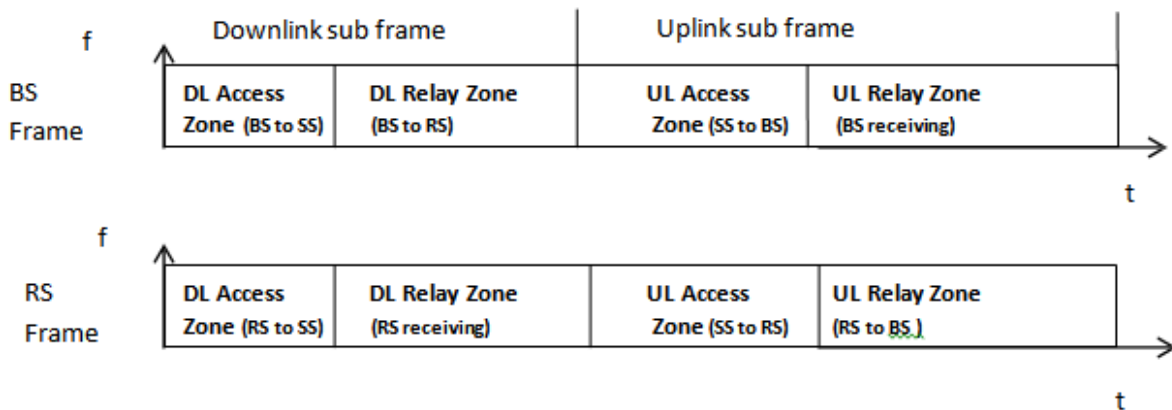 Downlink sub frame Uplink sub frame
f
BS
Frame
DL Access
Zone (BS to SS)
DL Relay Zone
(BS to RS)
UL Access
Zone (SS to BS)
UL Relay Zone
(BS receiving)
t
f
RS
Frame
DL Access
Zone (RS to SS)
DL Relay Zone
(RS receiving)
UL Access
Zone (SS to RS)
UL Relay Zone
(RS to BS )
t